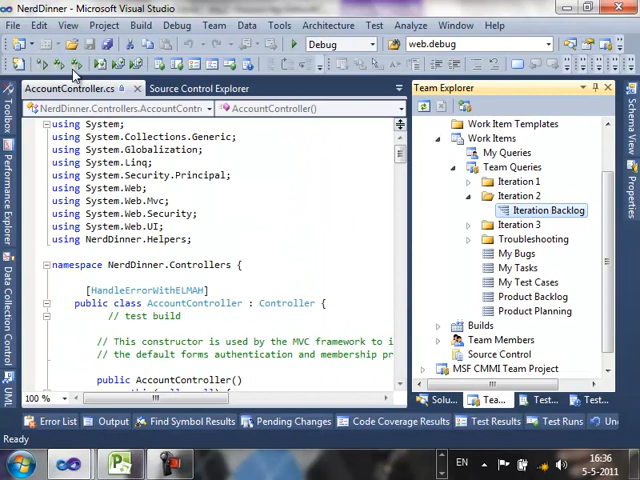 NerdDinner - Microsoft Visual Studio
File Edit View Project Build Debug Team Data Tools Architecture Test Analyze Window Help
Debug web.debug
AccountController.cs Source Control Explorer
NerdDinner.Controllers.AccountContr AccountController()
using System;
using System.Collections.Generic;
using System.Globalization;
using System.Linq;
using System.Security.Principal;
using System.Web;
using System.Web.Mvc;
using System.Web.Security;
using System.Web.UI;
using NerdDinner.Helpers;
namespace NerdDinner.Controllers {
[HandleErrorWithELMAH]
public class AccountController : Controller {
// test build
// This constructor is used by the MVC framework to i
// the default forms authentication and membership pr
public AccountController()
100 %
Toolbox
Performance Explorer
Data Collection Control
UML
Team Explorer
Work Item Templates
Work Items
My Queries
Team Queries
Iteration 1
Iteration 2
Iteration Backlog
Iteration 3
Troubleshooting
My Bugs
My Tasks
My Test Cases
Product Backlog
Product Planning
Builds
Team Members
Source Control
MSF CMMI Team Project
Solu... Tea... Test... Test...
Solution Explorer
Properties
Error List Output Find Symbol Results Pending Changes Code Coverage Results Test Results Test Runs Un
Ready
EN
16:36
5-5-2011